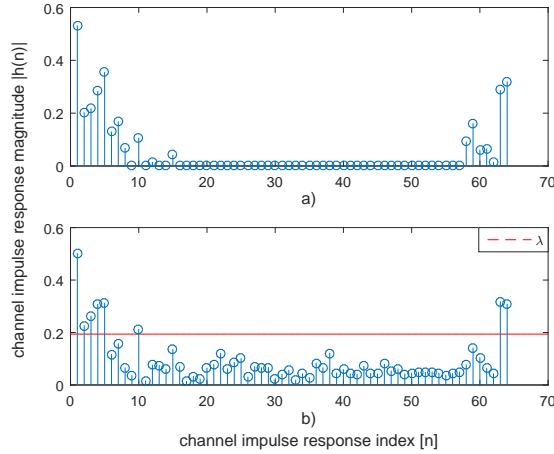 channel impulse response magnitude |h(n)|
0.6
0.4
0.2
0
0 10 20 30 40 50 60 70
a)
0.6
λ
0.4
0.2
0
0 10 20 30 40 50 60 70
b)
channel impulse response index [n]